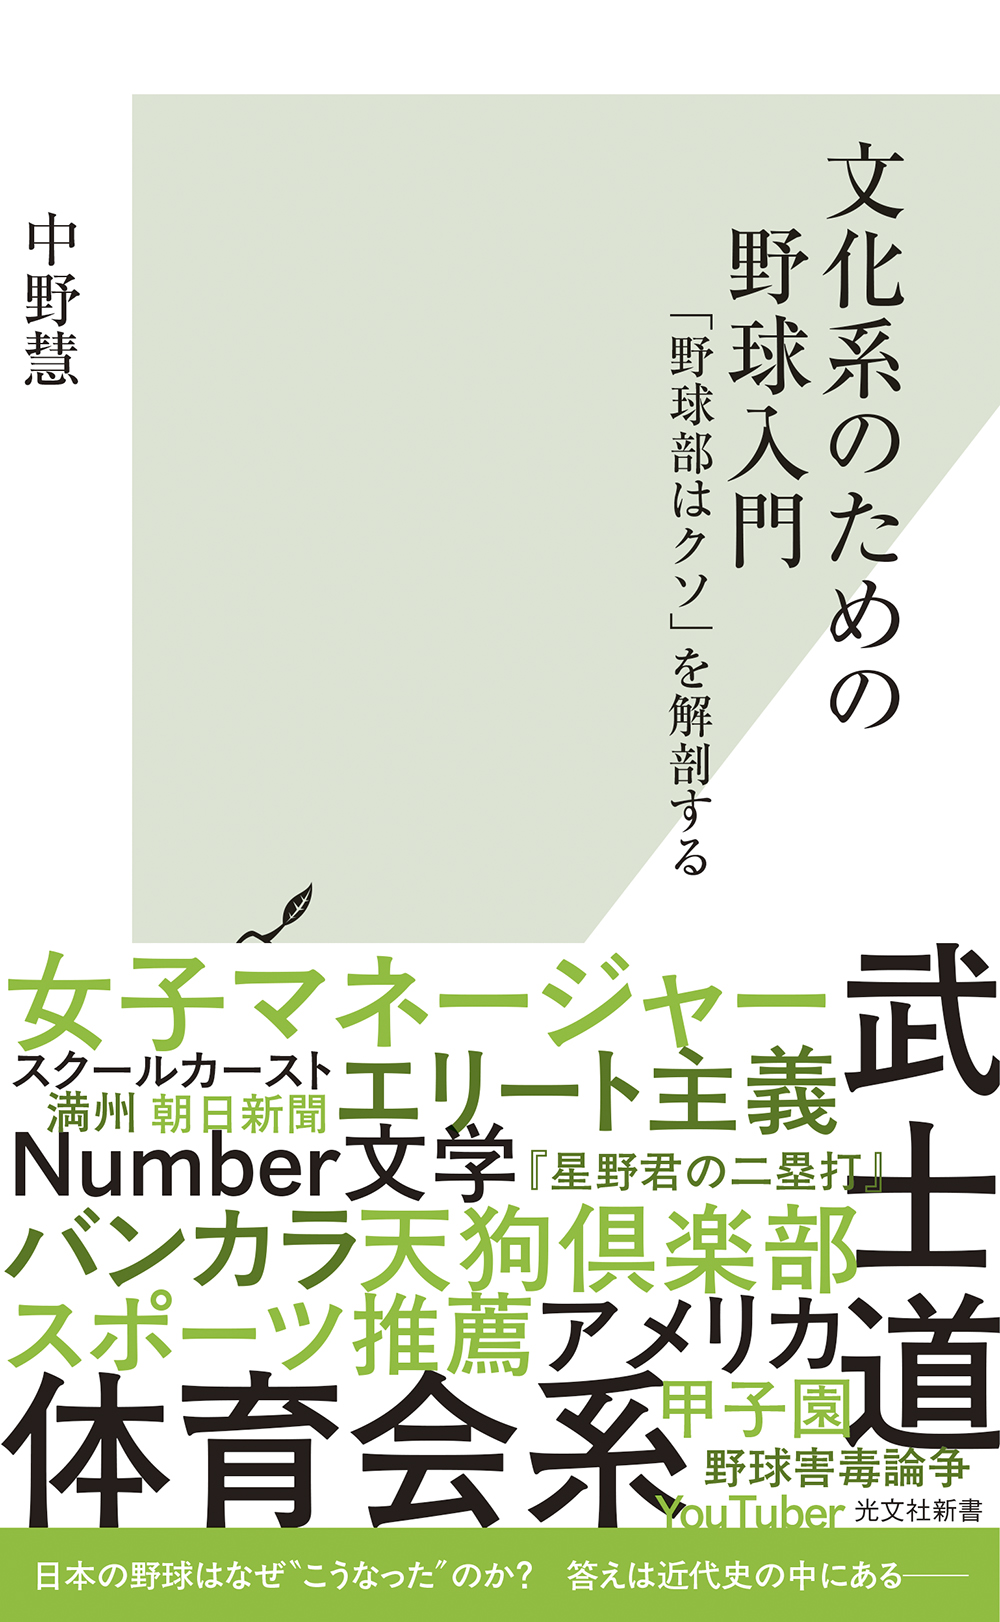 文化系のための
野球入門
「野球部はクソ」を解剖する
中野慧
女子マネージャー
武士道
スクールカースト
エリート主義
満州 朝日新聞
Number文学
『星野君の二塁打』
バンカラ
天狗倶楽部
スポーツ推薦
アメリカ
体育会系
甲子園
野球害毒論争
YouTuber
光文社新書
日本の野球はなぜ〝こうなった〟のか? 答えは近代史の中にある——